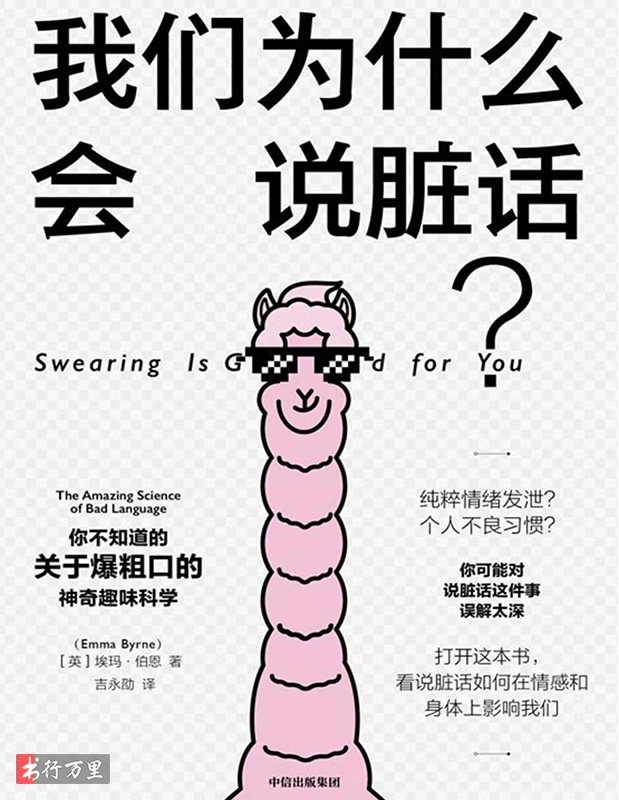 我们为什么
会 说脏话
?
Swearing Is G d for You
The Amazing Science
of Bad Language
你不知道的
关于爆粗口的
神奇趣味科学
（Emma Byrne）
[英]埃玛·伯恩 著
吉永劭 译
纯粹情绪发泄?
个人不良习惯?
你可能对
说脏话这件事
误解太深
打开这本书，
看说脏话如何在情感和
身体上影响我们
中信出版集团
书行万里